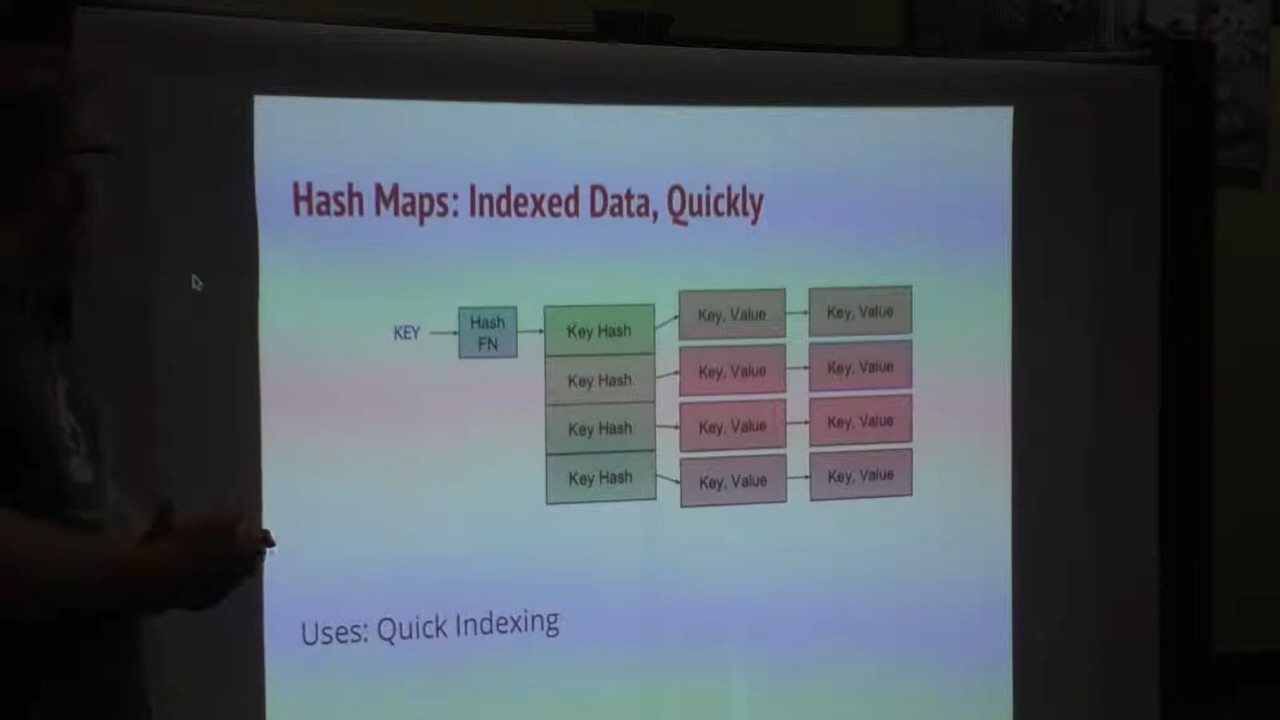 Hash Maps: Indexed Data, Quickly
KEY
Hash
FN
Key Hash
Key, Value
Key, Value
Key Hash
Key, Value
Key, Value
Key Hash
Key, Value
Key, Value
Key Hash
Key, Value
Key, Value
Uses: Quick Indexing